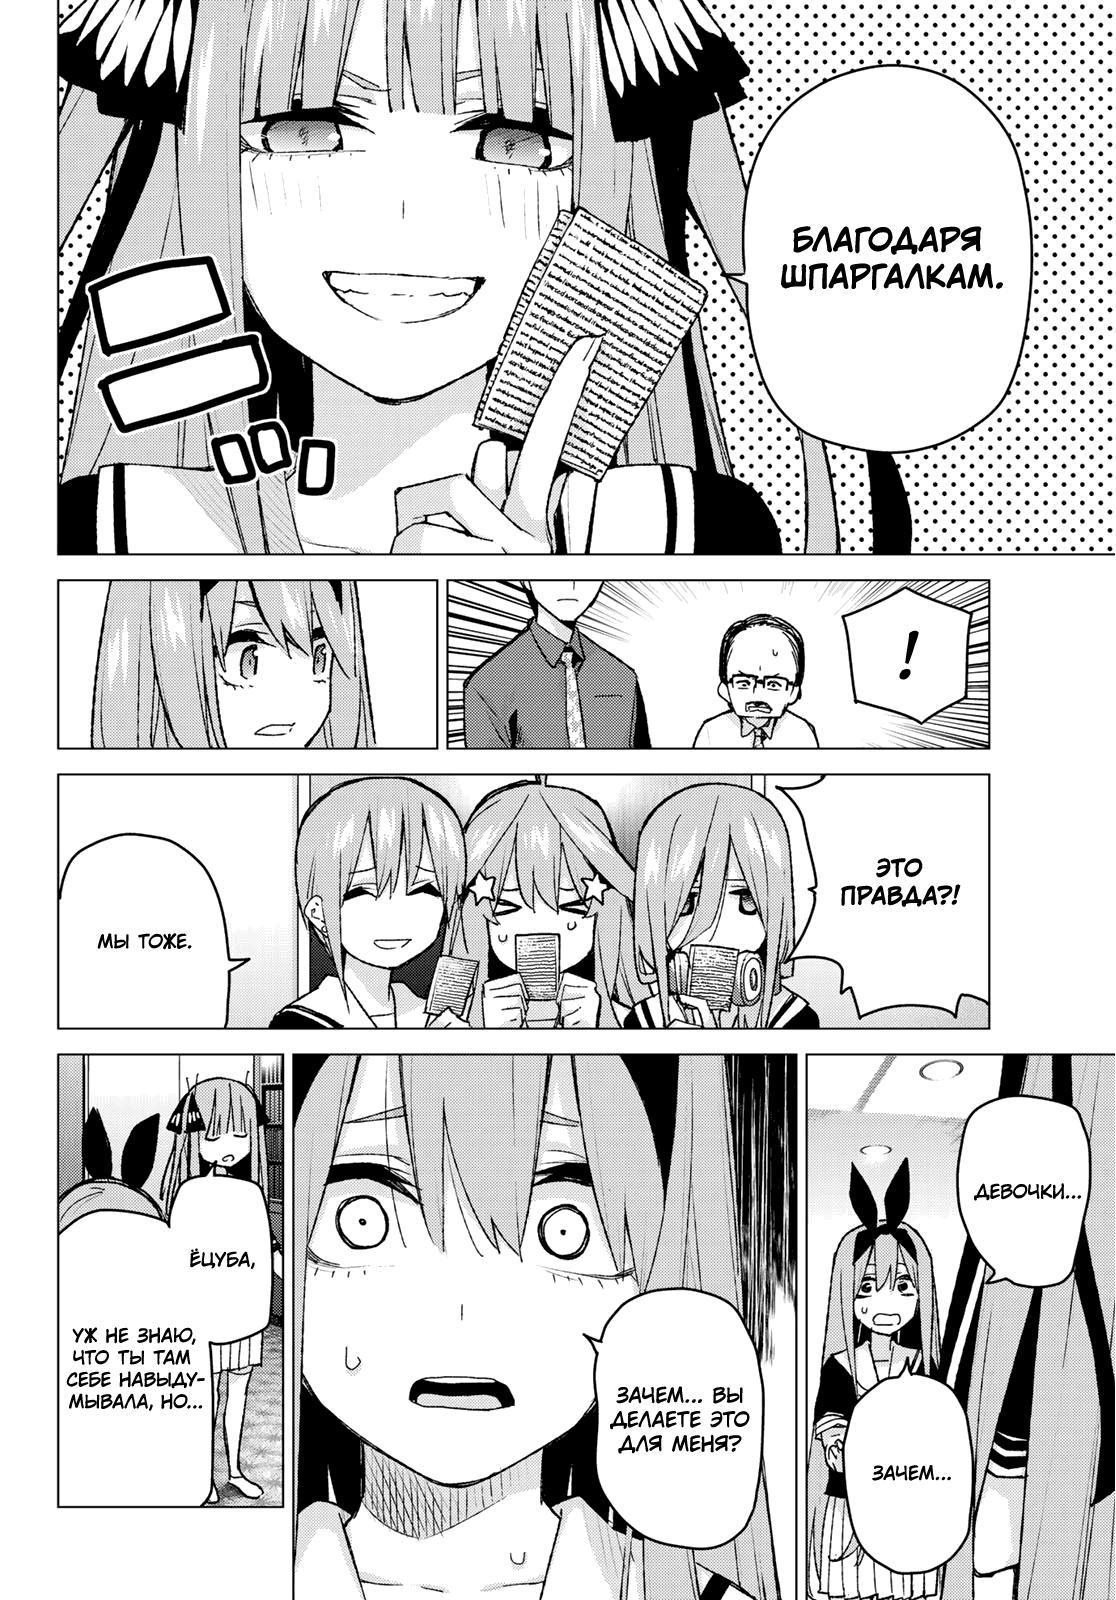 БЛАГОДАРЯ
ШПАРГАЛКАМ.
!
ЭТО
ПРАВДА?!
МЫ ТОЖЕ.
ДЕВОЧКИ...
ЗАЧЕМ...
ЗАЧЕМ... ВЫ
ДЕЛАЕТЕ ЭТО
ДЛЯ МЕНЯ?
ЁЦУБА,
УЖ НЕ ЗНАЮ,
ЧТО ТЫ ТАМ
СЕБЕ НАВЫДУ-
МЫВАЛА, НО...